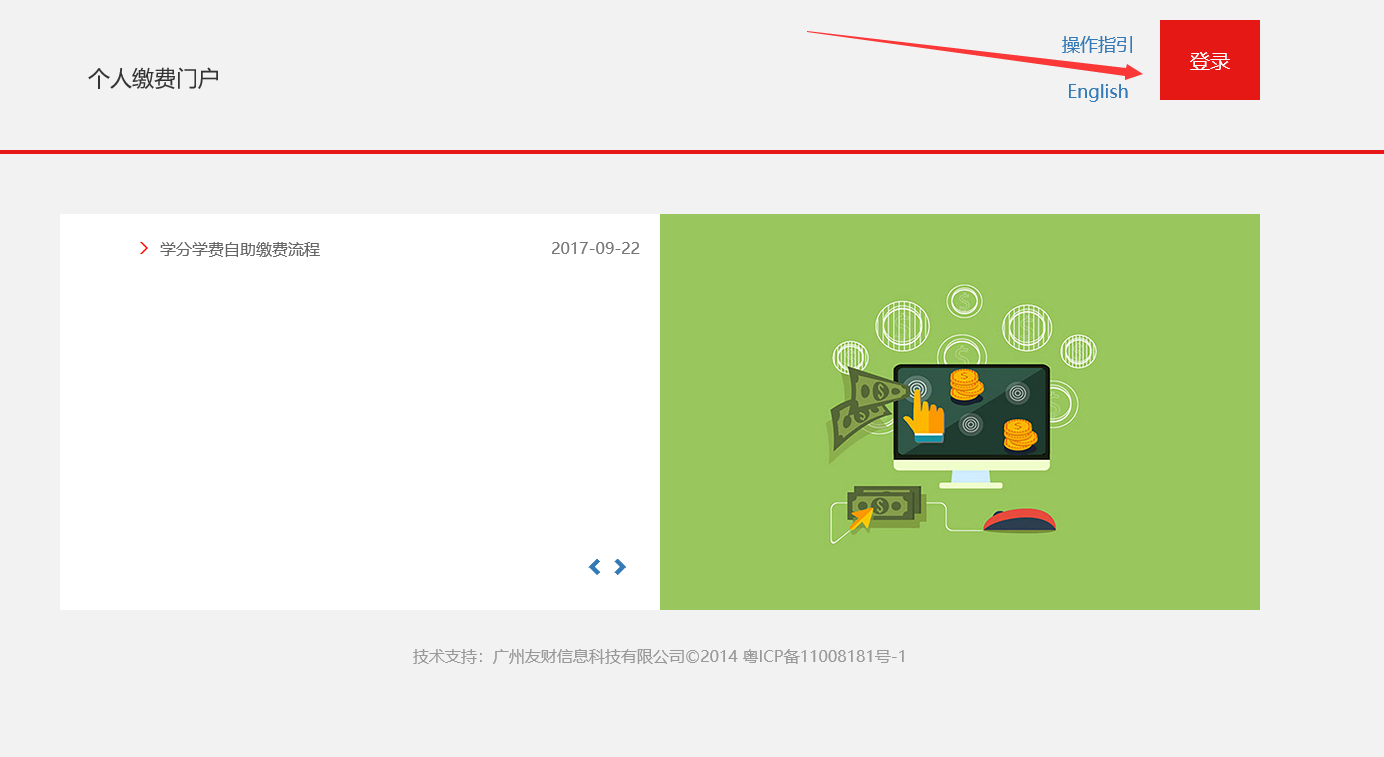 操作指引
登录
个人缴费门户
English
学分学费自助缴费流程 2017-09-22
技术支持：广州友财信息科技有限公司©2014 粤ICP备11008181号-1